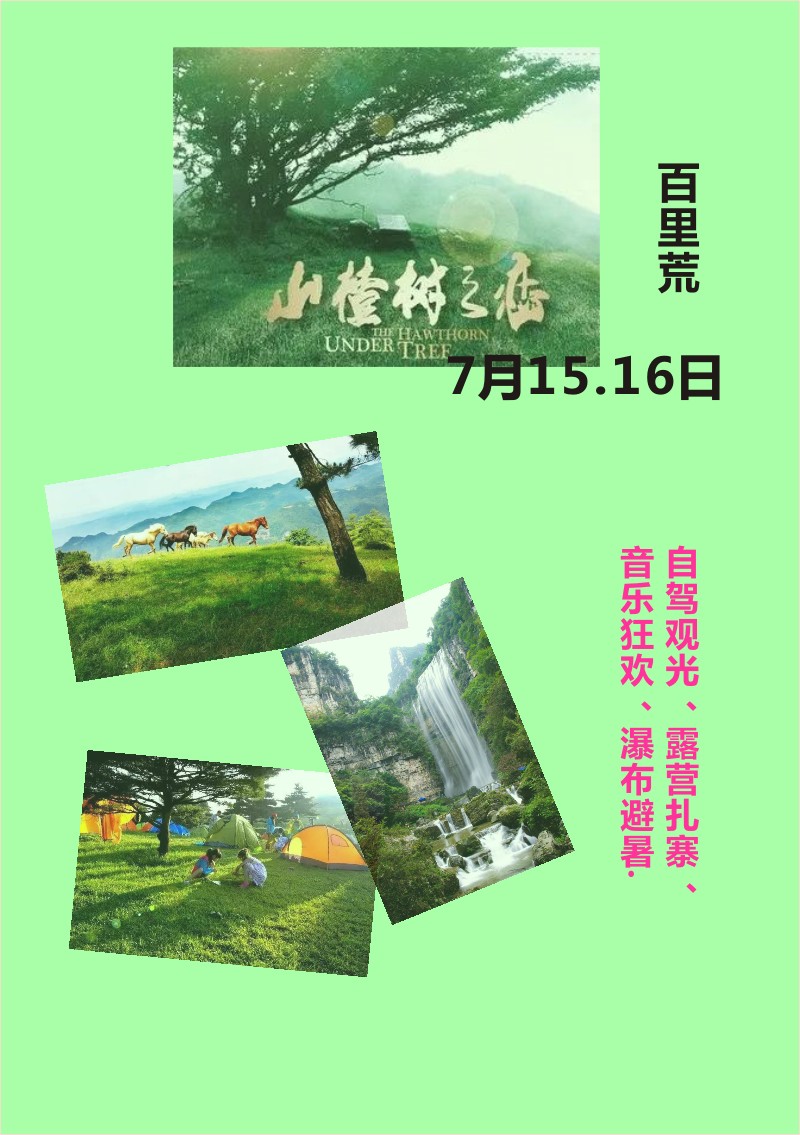 山楂树之恋
THE HAWTHORN
UNDER TREE
百里荒
7月15.16日
自驾观光、露营扎寨、
音乐狂欢、瀑布避暑.